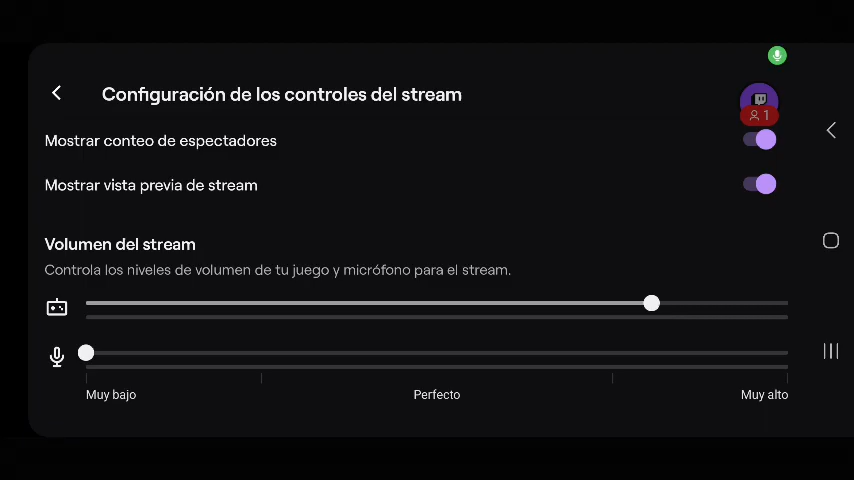 Configuración de los controles del stream
1
Mostrar conteo de espectadores
Mostrar vista previa de stream
Volumen del stream
Controla los niveles de volumen de tu juego y micrófono para el stream.
Muy bajo Perfecto Muy alto